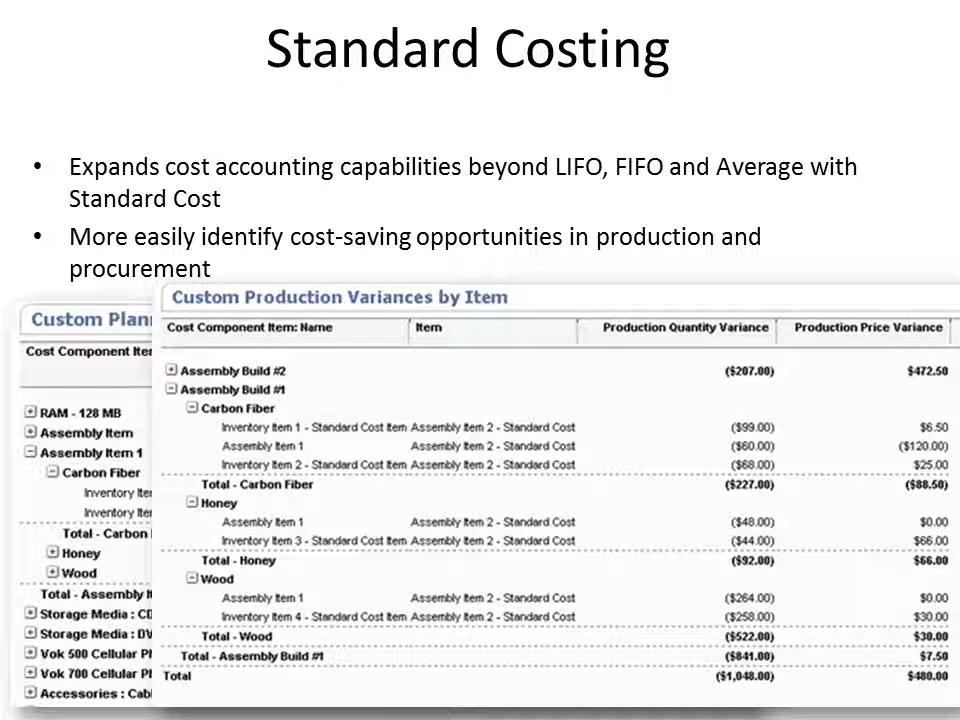 Standard Costing
• Expands cost accounting capabilities beyond LIFO, FIFO and Average with
Standard Cost
• More easily identify cost-saving opportunities in production and
procurement
Custom Production Variances by Item
Cost Component Item: Name Item Production Quantity Variance Production Price Variance
Assembly Build #2 ($207.00) $472.50
Assembly Build #1
Carbon Fiber
Inventory Item 1 - Standard Cost Item Assembly Item 2 - Standard Cost ($99.00) $6.50
Assembly Item 1 Assembly Item 2 - Standard Cost ($60.00) ($120.00)
Inventory Item 2 - Standard Cost Item Assembly Item 2 - Standard Cost ($68.00) $25.00
Total - Carbon Fiber ($227.00) ($88.50)
Honey
Assembly Item 1 Assembly Item 2 - Standard Cost ($48.00) $0.00
Inventory Item 3 - Standard Cost Item Assembly Item 2 - Standard Cost ($44.00) $66.00
Total - Honey ($92.00) $66.00
Wood
Assembly Item 1 Assembly Item 2 - Standard Cost ($264.00) $0.00
Inventory Item 4 - Standard Cost Item Assembly Item 2 - Standard Cost ($258.00) $30.00
Total - Wood ($522.00) $30.00
Total - Assembly Build #1 ($841.00) $7.50
Total ($1,048.00) $480.00
Custom Plan
Cost Component Iter
RAM - 128 MB
Assembly Item
Assembly Item 1
Carbon Fiber
Inventory Iter
Inventory Iter
Total - Carbon
Honey
Wood
Total - Assembly
Storage Media :
Storage Media :
Vok 500 Cellular
Vok 700 Cellular
Accessories : Cabl